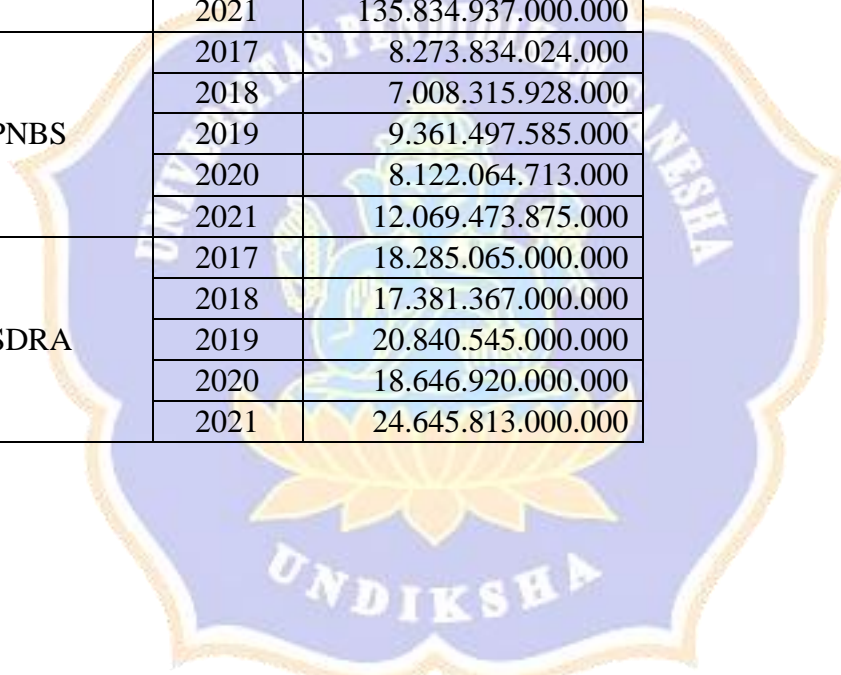 2021 135.834.937.000.000
2017 8.273.834.024.000
2018 7.008.315.928.000
PNBS 2019 9.361.497.585.000
2020 8.122.064.713.000
2021 12.069.473.875.000
2017 18.285.065.000.000
2018 17.381.367.000.000
SDRA 2019 20.840.545.000.000
2020 18.646.920.000.000
2021 24.645.813.000.000
UNIVERSITAS PENDIDIKAN GANESHA
UNDIKSHA